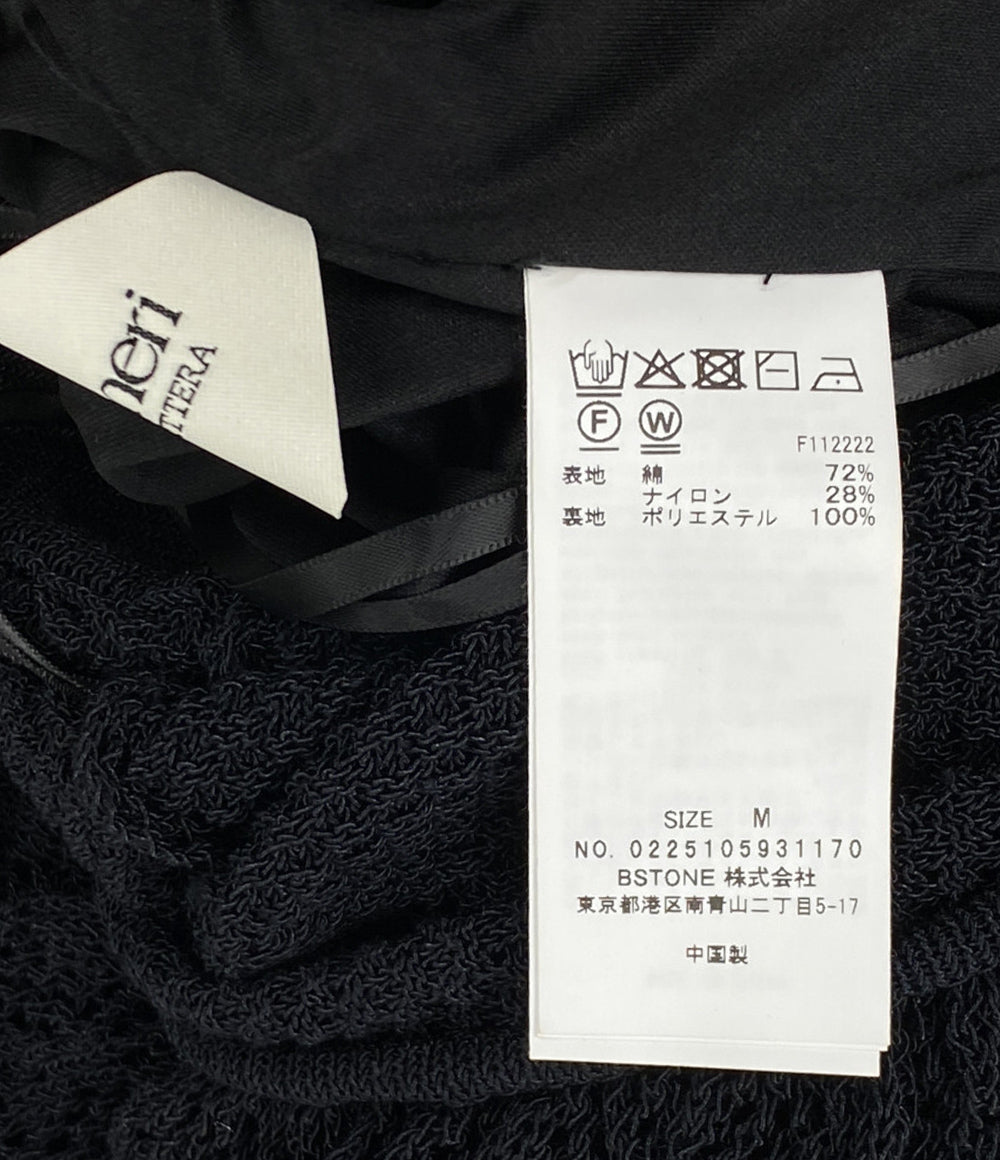 neri
TTERA
F
W
F112222
表地 綿 72%
ナイロン 28%
裏地 ポリエステル 100%
SIZE M
NO. 0225105931170
BSTONE 株式会社
東京都港区南青山二丁目5-17
中国製